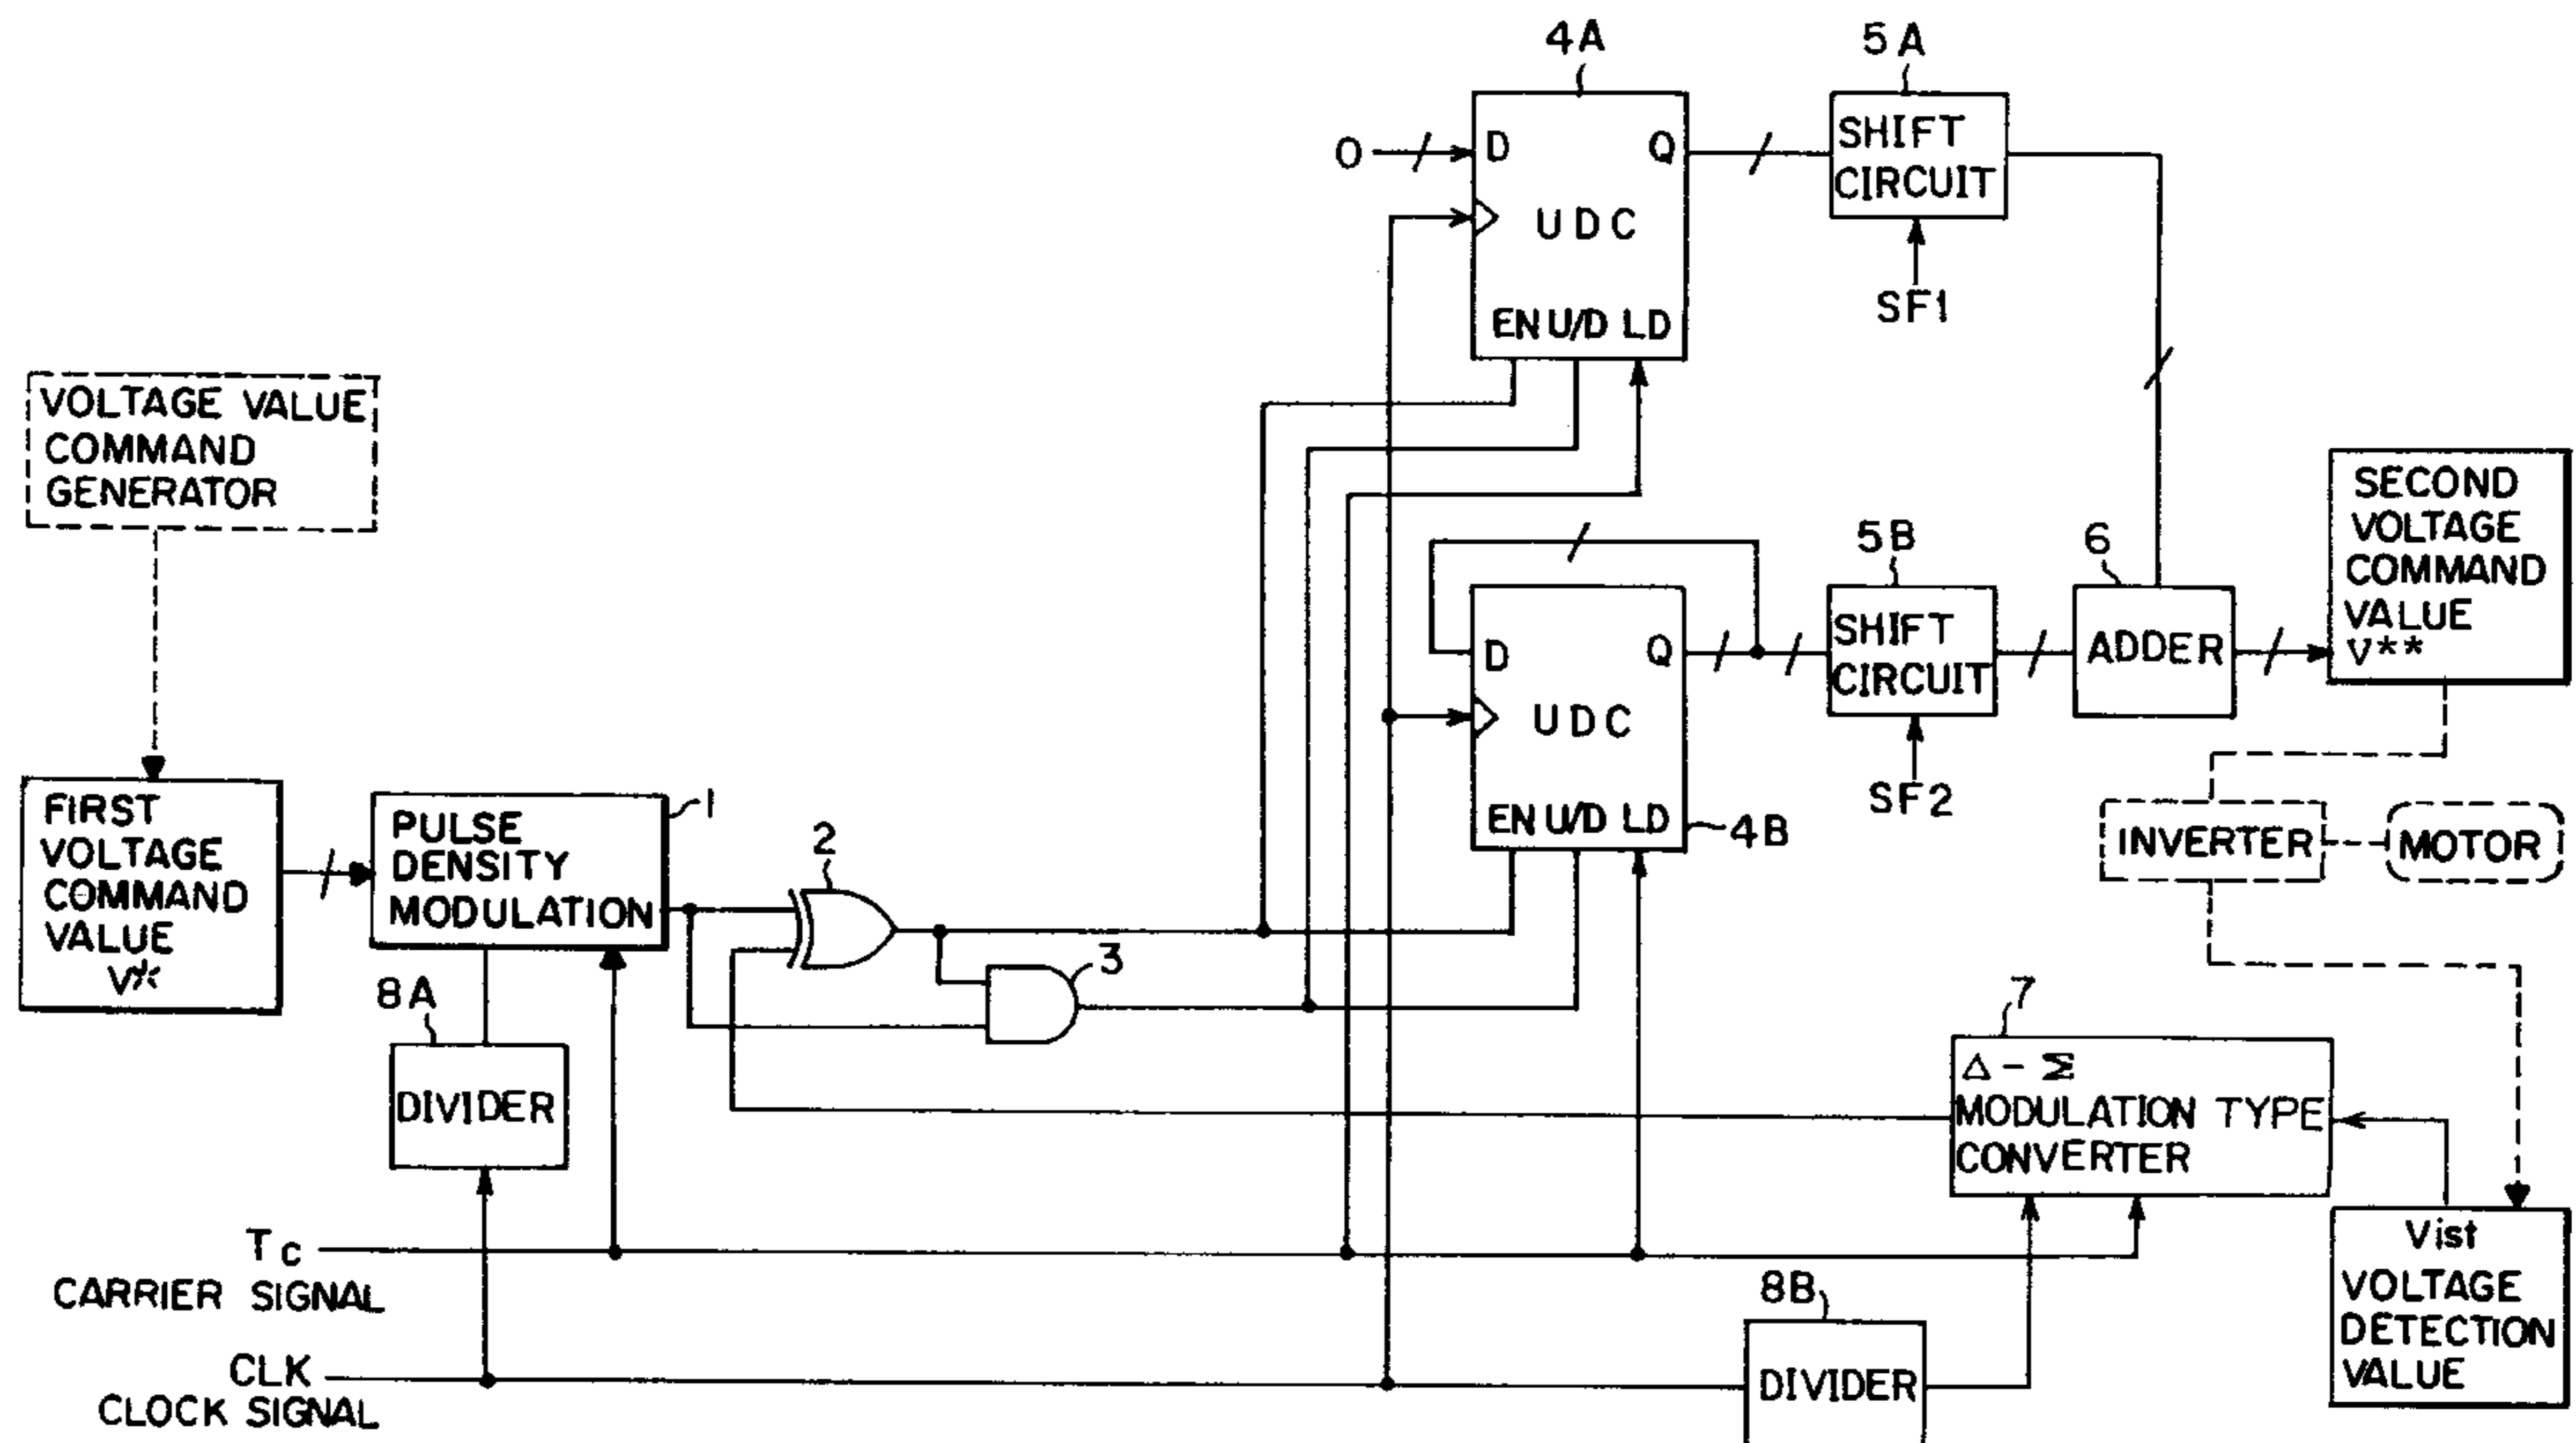 4A
5A
0
D
Q
UDC
EN U/D LD
SHIFT
CIRCUIT
SF1
VOLTAGE VALUE
COMMAND
GENERATOR
5B
6
D
Q
UDC
EN U/D LD
4B
SHIFT
CIRCUIT
SF2
ADDER
SECOND
VOLTAGE
COMMAND
VALUE
V**
INVERTER
MOTOR
FIRST
VOLTAGE
COMMAND
VALUE
V*
1
PULSE
DENSITY
MODULATION
2
3
8A
DIVIDER
7
Δ-Σ
MODULATION TYPE
CONVERTER
Tc
CARRIER SIGNAL
CLK
CLOCK SIGNAL
8B
DIVIDER
Vist
VOLTAGE
DETECTION
VALUE